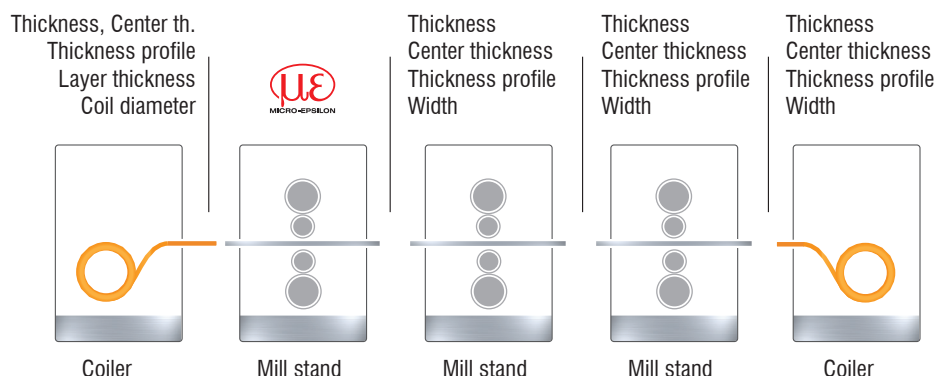 Thickness, Center th.
Thickness profile
Layer thickness
Coil diameter
με
MICRO-EPSILON
Thickness
Center thickness
Thickness profile
Width
Thickness
Center thickness
Thickness profile
Width
Thickness
Center thickness
Thickness profile
Width
Coiler
Mill stand
Mill stand
Mill stand
Coiler